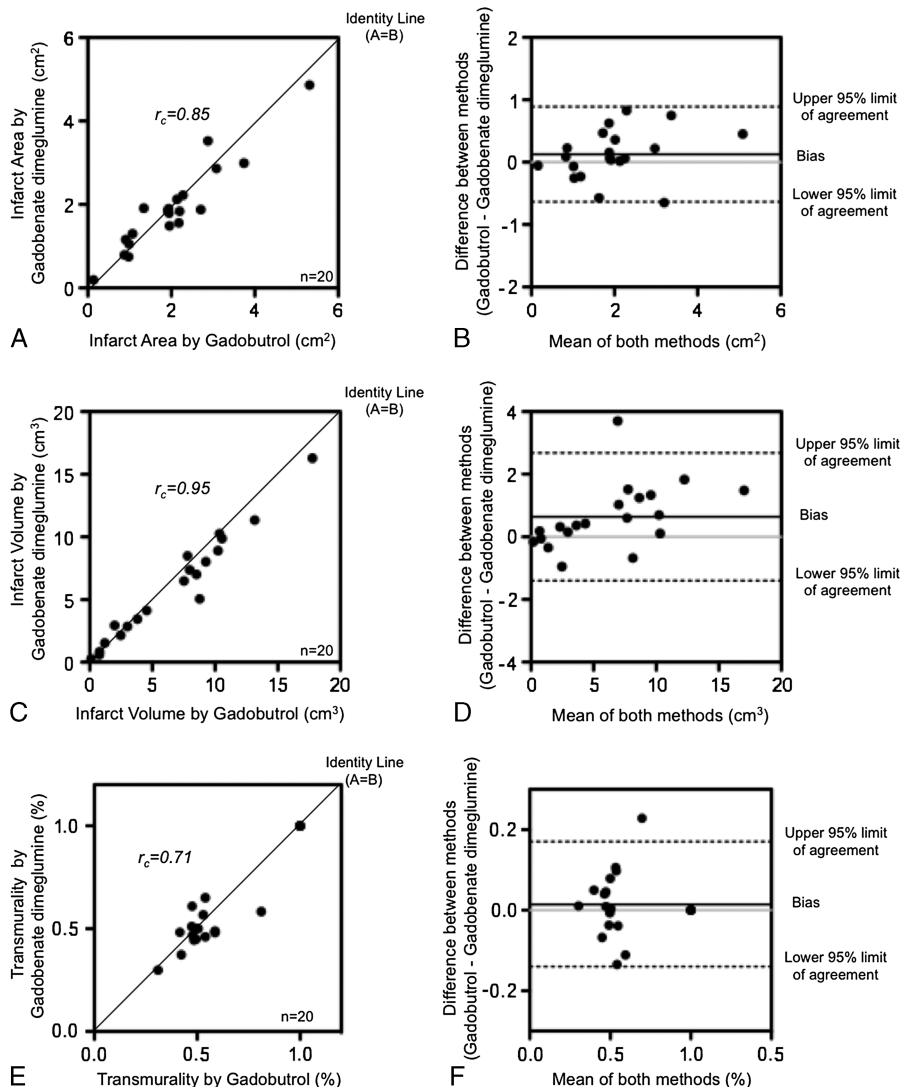 Identity Line
(A=B)
Infarct Area by
Gadobenate dimeglumine (cm²)
6
4
2
0
r_c=0.85
n=20
0 2 4 6
A
Infarct Area by Gadobutrol (cm²)
Difference between methods
(Gadobutrol - Gadobenate dimeglumine)
2
1
0
-1
-2
Upper 95% limit
of agreement
Bias
Lower 95% limit
of agreement
0 2 4 6
B
Mean of both methods (cm²)
Identity Line
(A=B)
Infarct Volume by
Gadobenate dimeglumine (cm³)
20
15
10
5
0
r_c=0.95
n=20
0 5 10 15 20
C
Infarct Volume by Gadobutrol (cm³)
Difference between methods
(Gadobutrol - Gadobenate dimeglumine)
4
2
0
-2
-4
Upper 95% limit
of agreement
Bias
Lower 95% limit
of agreement
0 5 10 15 20
D
Mean of both methods (cm³)
Identity Line
(A=B)
Transmurality by
Gadobenate dimeglumine (%)
1.0
0.5
0.0
r_c=0.71
n=20
0.0 0.5 1.0
E
Transmurality by Gadobutrol (%)
Difference between methods
(Gadobutrol - Gadobenate dimeglumine)
0.2
0.0
-0.2
Upper 95% limit
of agreement
Bias
Lower 95% limit
of agreement
0.0 0.5 1.0 0.5
F
Mean of both methods (%)